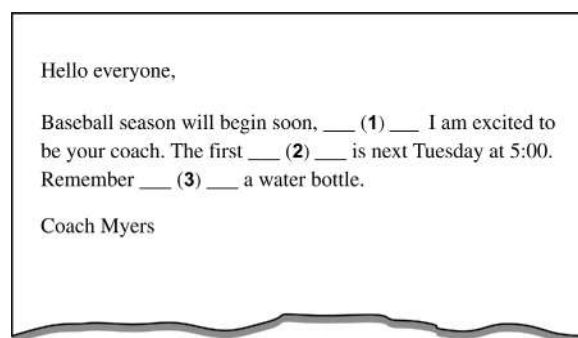 Hello everyone,
Baseball season will begin soon, ___ (1) ___ I am excited to
be your coach. The first ___ (2) ___ is next Tuesday at 5:00.
Remember ___ (3) ___ a water bottle.
Coach Myers